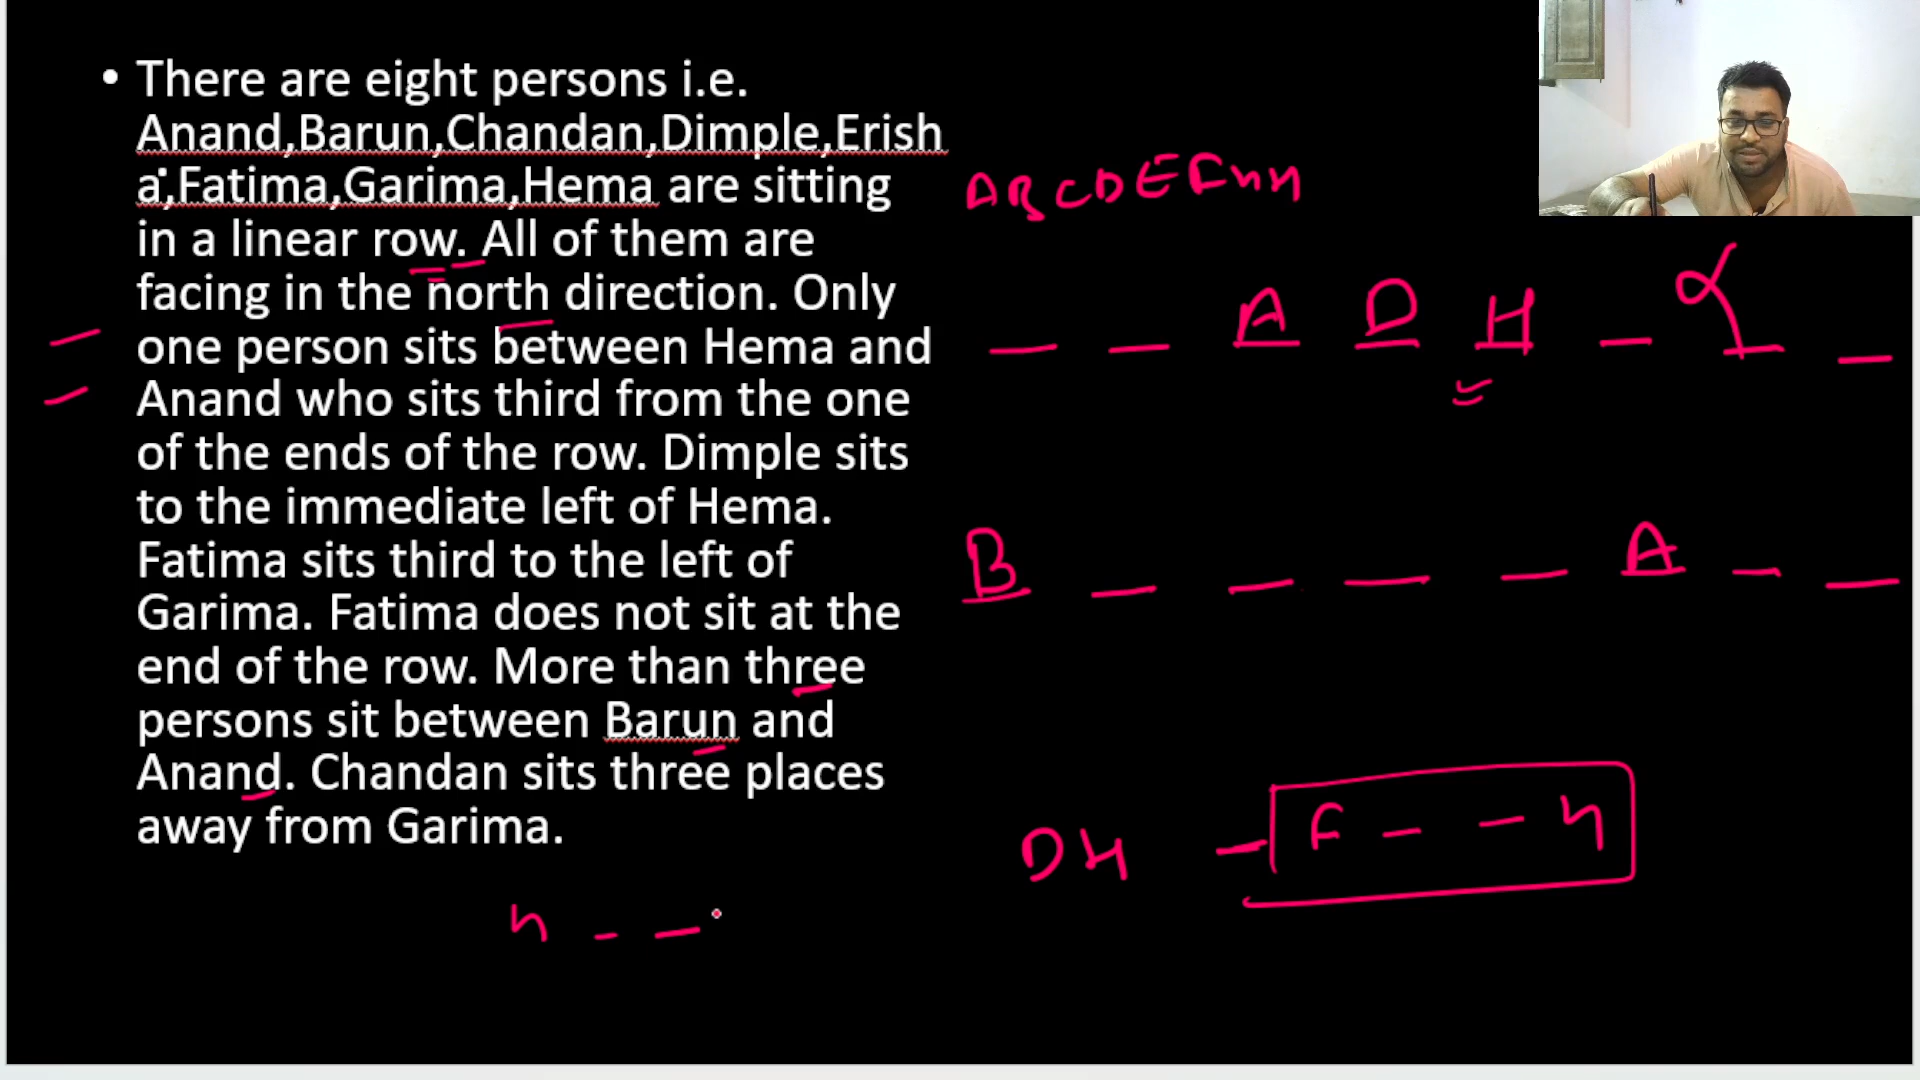 • There are eight persons i.e.
Anand,Barun,Chandan,Dimple,Erish
a,Fatima,Garima,Hema are sitting
in a linear row. All of them are
facing in the north direction. Only
one person sits between Hema and
Anand who sits third from the one
of the ends of the row. Dimple sits
to the immediate left of Hema.
Fatima sits third to the left of
Garima. Fatima does not sit at the
end of the row. More than three
persons sit between Barun and
Anand. Chandan sits three places
away from Garima.
A B C D E F
_ _ A D H _ _ _
B _ _ _ _ A _ _
D H _ F _ _